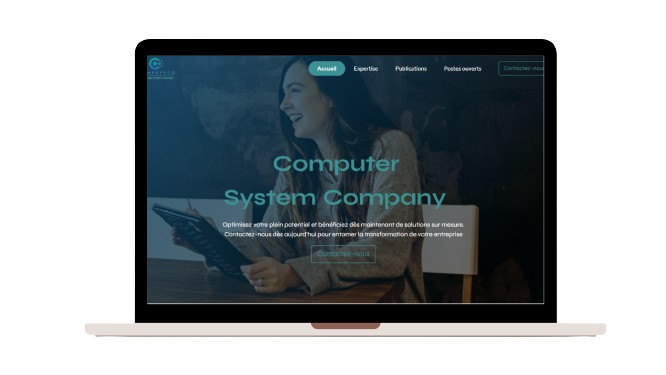 Accueil
Expertise
Publications
Postes ouverts
Contactez-nous
Computer
System Company
Optimisez votre plein potentiel et bénéficiez dès maintenant de solutions sur mesure.
Contactez-nous dès aujourd'hui pour entamer la transformation de votre entreprise
Contactez-nous